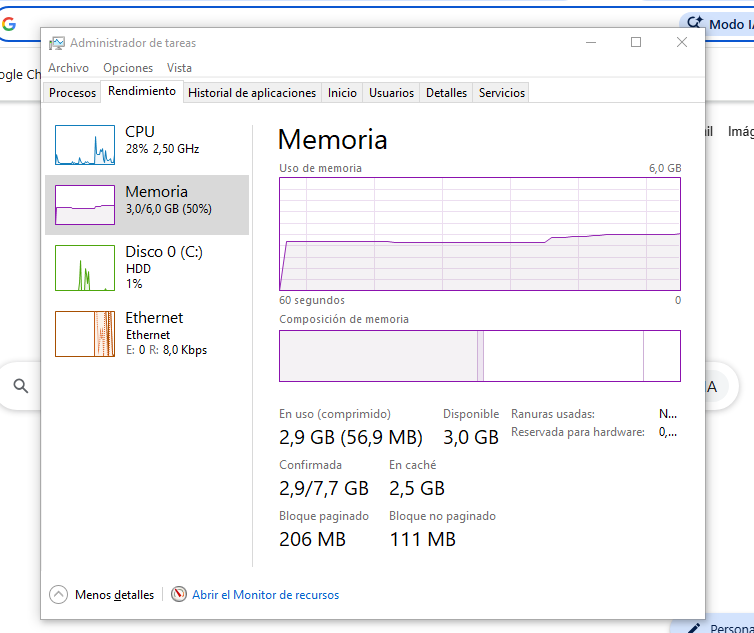 Modo IA
Administrador de tareas
Archivo Opciones Vista
Procesos Rendimiento Historial de aplicaciones Inicio Usuarios Detalles Servicios
CPU
28% 2,50 GHz
Memoria
3,0/6,0 GB (50%)
Disco 0 (C:)
HDD
1%
Ethernet
Ethernet
E: 0 R: 8,0 Kbps
Memoria
Uso de memoria 6,0 GB
60 segundos 0
Composición de memoria
En uso (comprimido) Disponible Ranuras usadas: N...
2,9 GB (56,9 MB) 3,0 GB Reservada para hardware: 0,...
Confirmada En caché
2,9/7,7 GB 2,5 GB
Bloque paginado Bloque no paginado
206 MB 111 MB
Menos detalles Abrir el Monitor de recursos